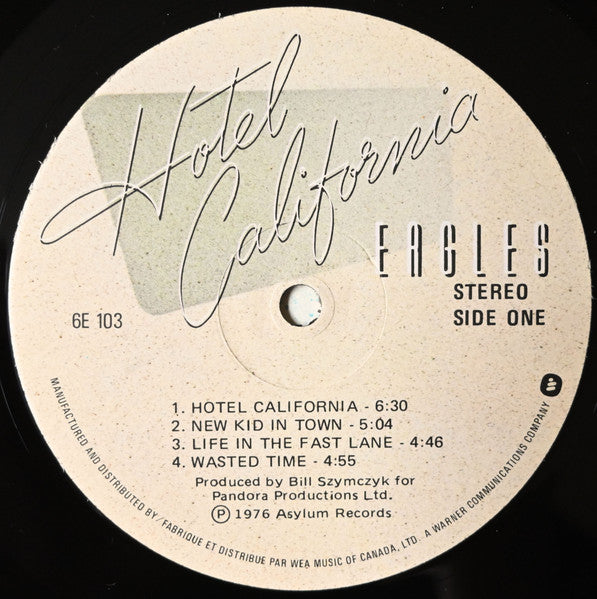 Hotel
California
EAGLES
STEREO
6E 103
SIDE ONE
1. HOTEL CALIFORNIA - 6:30
2. NEW KID IN TOWN - 5:04
3. LIFE IN THE FAST LANE - 4:46
4. WASTED TIME - 4:55
Produced by Bill Szymczyk for
Pandora Productions Ltd.
℗ 1976 Asylum Records
MANUFACTURED AND DISTRIBUTED BY/FABRIQUE ET DISTRIBUE PAR WEA MUSIC OF CANADA, LTD. A WARNER COMMUNICATIONS COMPANY